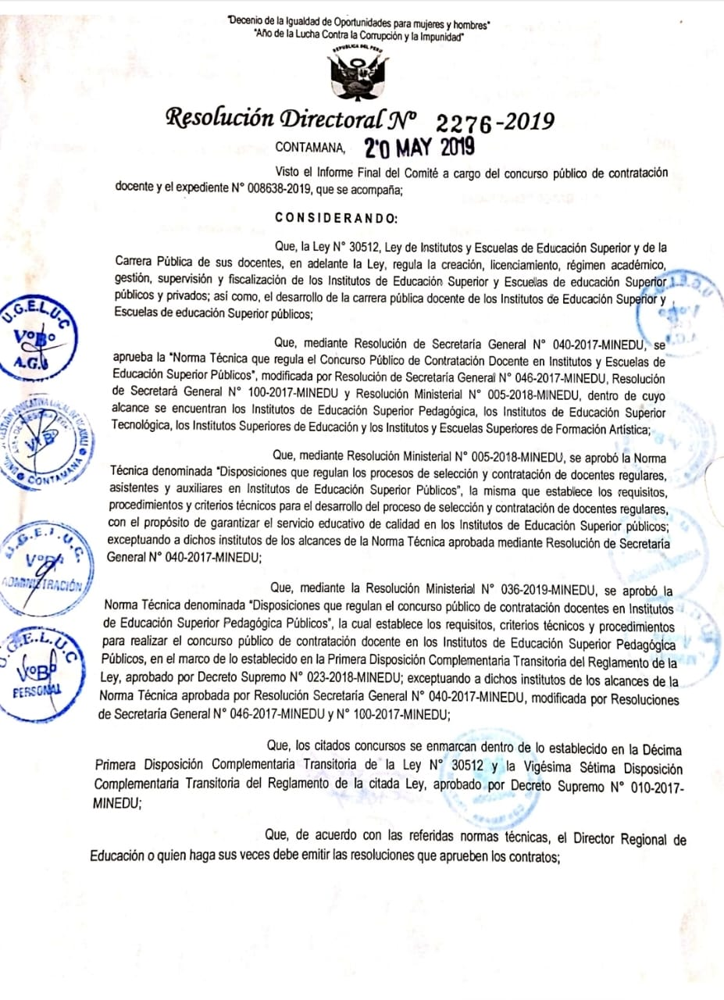 "Decenio de la Igualdad de Oportunidades para mujeres y hombres"
"Año de la Lucha Contra la Corrupción y la Impunidad"
REPUBLICA DEL PERU
Resolución Directoral Nº 2276-2019
CONTAMANA, 20 MAY 2019
Visto el Informe Final del Comité a cargo del concurso público de contratación
docente y el expediente N° 008638-2019, que se acompaña;
CONSIDERANDO:
Que, la Ley N° 30512, Ley de Institutos y Escuelas de Educación Superior y de la
Carrera Pública de sus docentes, en adelante la Ley, regula la creación, licenciamiento, régimen académico,
gestión, supervisión y fiscalización de los Institutos de Educación Superior y Escuelas de educación Superior
públicos y privados; así como, el desarrollo de la carrera pública docente de los Institutos de Educación Superior y
Escuelas de educación Superior públicos;
Que, mediante Resolución de Secretaría General N° 040-2017-MINEDU, se
aprueba la "Norma Técnica que regula el Concurso Público de Contratación Docente en Institutos y Escuelas de
Educación Superior Públicos", modificada por Resolución de Secretaría General N° 046-2017-MINEDU, Resolución
de Secretará General N° 100-2017-MINEDU y Resolución Ministerial N° 005-2018-MINEDU, dentro de cuyo
alcance se encuentran los Institutos de Educación Superior Pedagógica, los Institutos de Educación Superior
Tecnológica, los Institutos Superiores de Educación y los Institutos y Escuelas Superiores de Formación Artística;
Que, mediante Resolución Ministerial N° 005-2018-MINEDU, se aprobó la Norma
Técnica denominada "Disposiciones que regulan los procesos de selección y contratación de docentes regulares,
asistentes y auxiliares en Institutos de Educación Superior Públicos", la misma que establece los requisitos,
procedimientos y criterios técnicos para el desarrollo del proceso de selección y contratación de docentes regulares,
con el propósito de garantizar el servicio educativo de calidad en los Institutos de Educación Superior públicos;
exceptuando a dichos institutos de los alcances de la Norma Técnica aprobada mediante Resolución de Secretaría
General N° 040-2017-MINEDU;
Que, mediante la Resolución Ministerial N° 036-2019-MINEDU, se aprobó la
Norma Técnica denominada "Disposiciones que regulan el concurso público de contratación docentes en Institutos
de Educación Superior Pedagógica Públicos", la cual establece los requisitos, criterios técnicos y procedimientos
para realizar el concurso público de contratación docente en los Institutos de Educación Superior Pedagógica
Públicos, en el marco de lo establecido en la Primera Disposición Complementaria Transitoria del Reglamento de la
Ley, aprobado por Decreto Supremo N° 023-2018-MINEDU; exceptuando a dichos institutos de los alcances de la
Norma Técnica aprobada por Resolución Secretaría General N° 040-2017-MINEDU, modificada por Resoluciones
de Secretaría General N° 046-2017-MINEDU y N° 100-2017-MINEDU;
Que, los citados concursos se enmarcan dentro de lo establecido en la Décima
Primera Disposición Complementaria Transitoria de la Ley N° 30512 y la Vigésima Sétima Disposición
Complementaria Transitoria del Reglamento de la citada Ley, aprobado por Decreto Supremo N° 010-2017-
MINEDU;
Que, de acuerdo con las referidas normas técnicas, el Director Regional de
Educación o quien haga sus veces debe emitir las resoluciones que aprueben los contratos;
U.G.E.L.U-C
VºBº
A.G.I
VºBº
CONTAMANA
U.G.E.L.U.C.
VºBº
ADMINISTRACIÓN
U.G.E.L.U.C
VºBº
PERSONAL